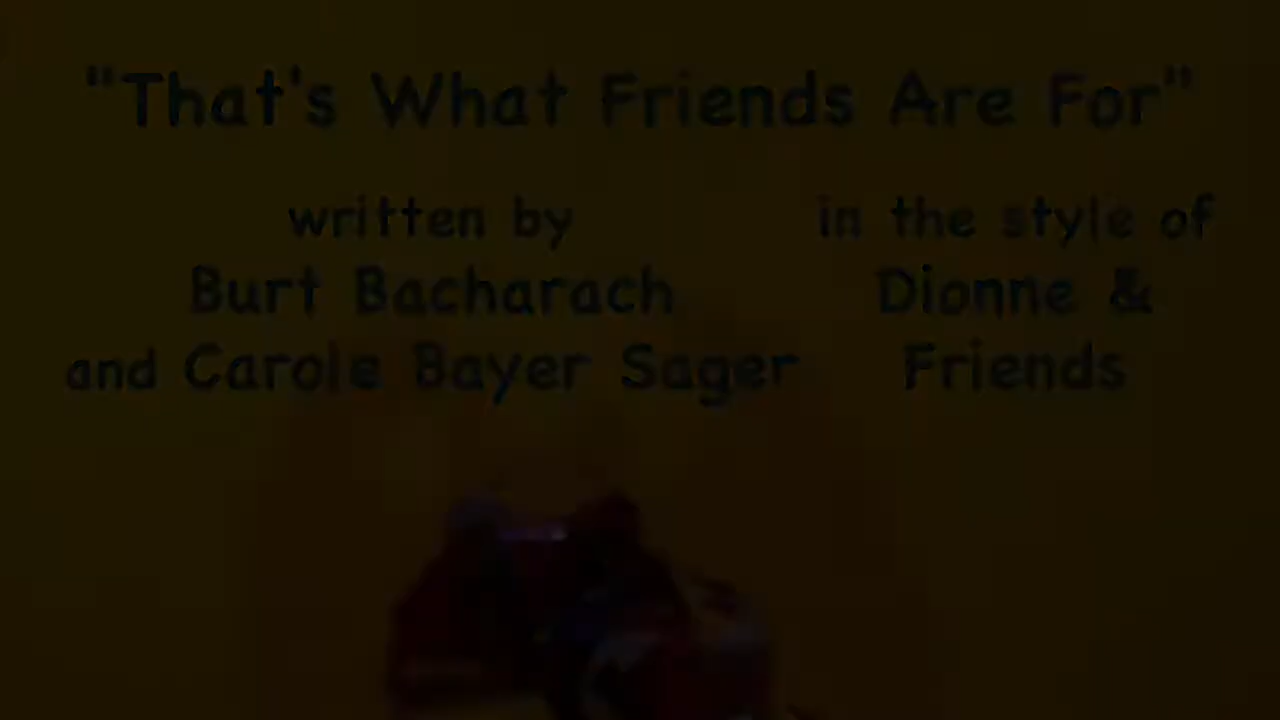 "That's What Friends Are For"
written by
Burt Bacharach
and Carole Bayer Sager
in the style of
Dionne &
Friends